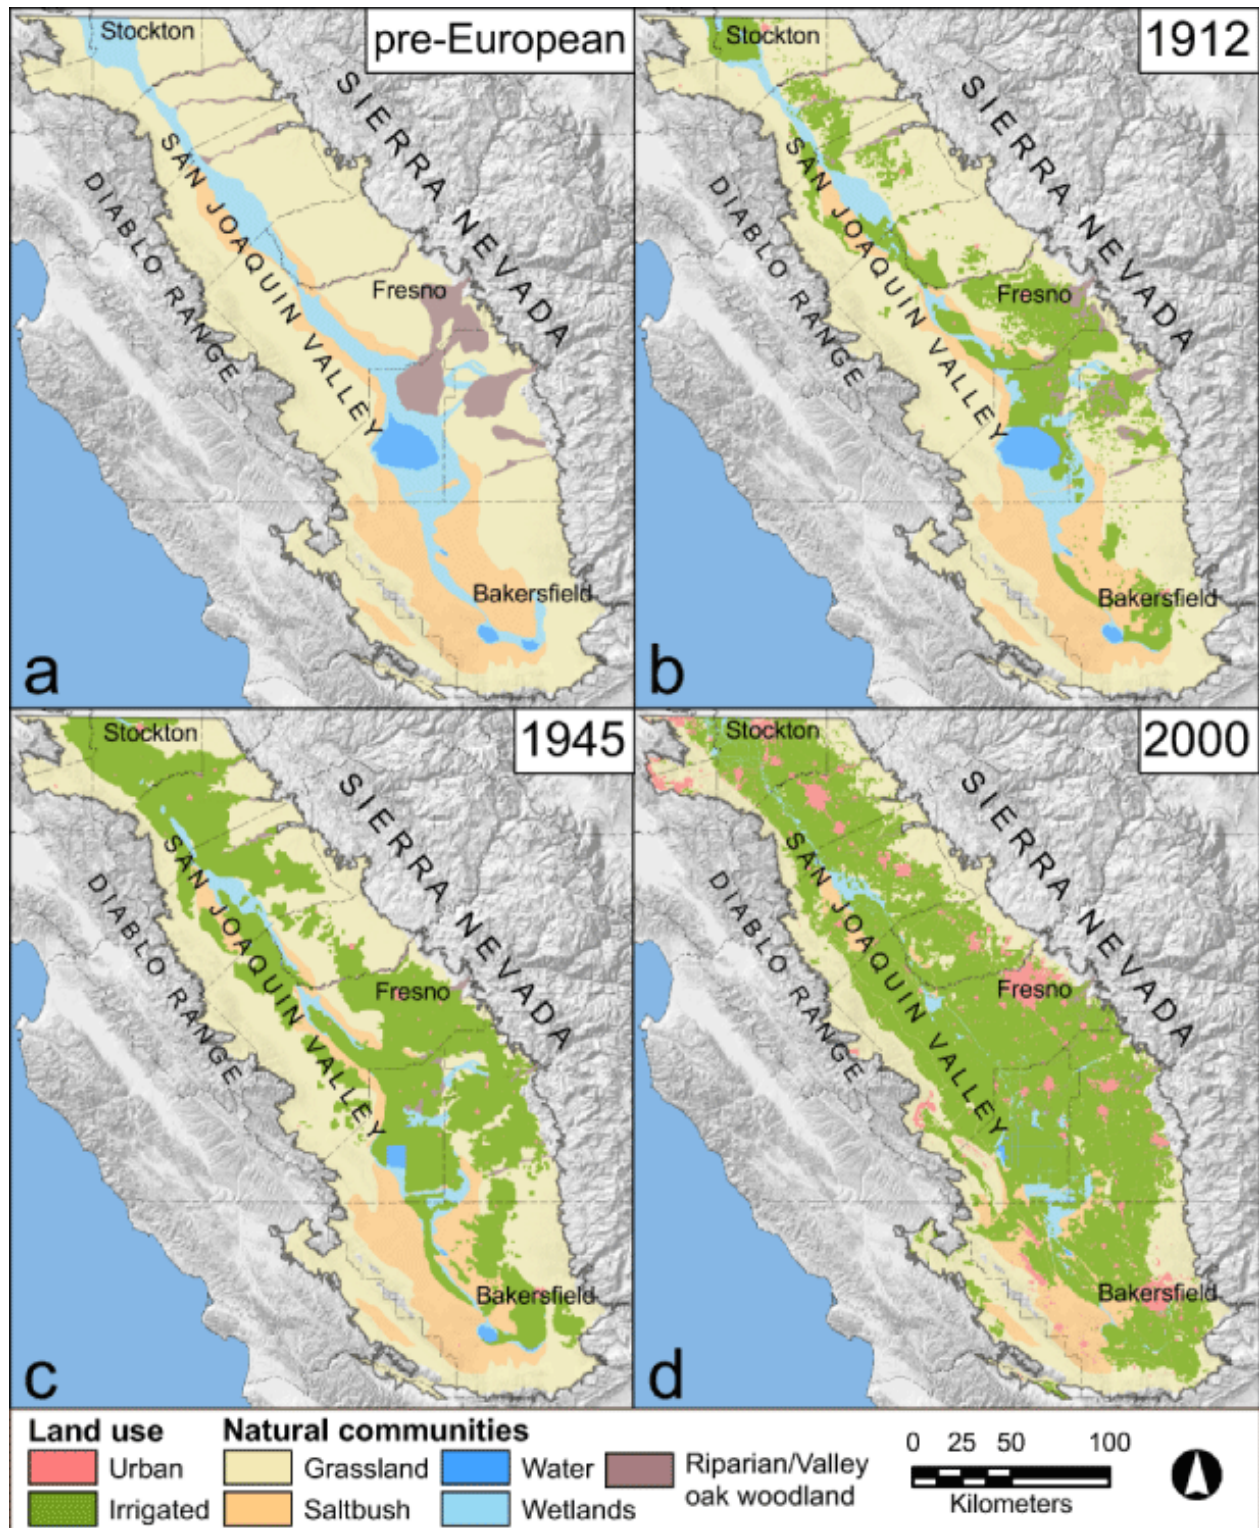 Stockton
pre-European
SIERRA NEVADA
SAN JOAQUIN VALLEY
DIABLO RANGE
Fresno
Bakersfield
a
Stockton
1912
SIERRA NEVADA
SAN JOAQUIN VALLEY
DIABLO RANGE
Fresno
Bakersfield
b
Stockton
1945
SIERRA NEVADA
SAN JOAQUIN VALLEY
DIABLO RANGE
Fresno
Bakersfield
c
Stockton
2000
SIERRA NEVADA
SAN JOAQUIN VALLEY
DIABLO RANGE
Fresno
Bakersfield
d
Land use
Urban
Irrigated
Natural communities
Grassland
Saltbush
Water
Wetlands
Riparian/Valley
oak woodland
0 25 50 100
Kilometers